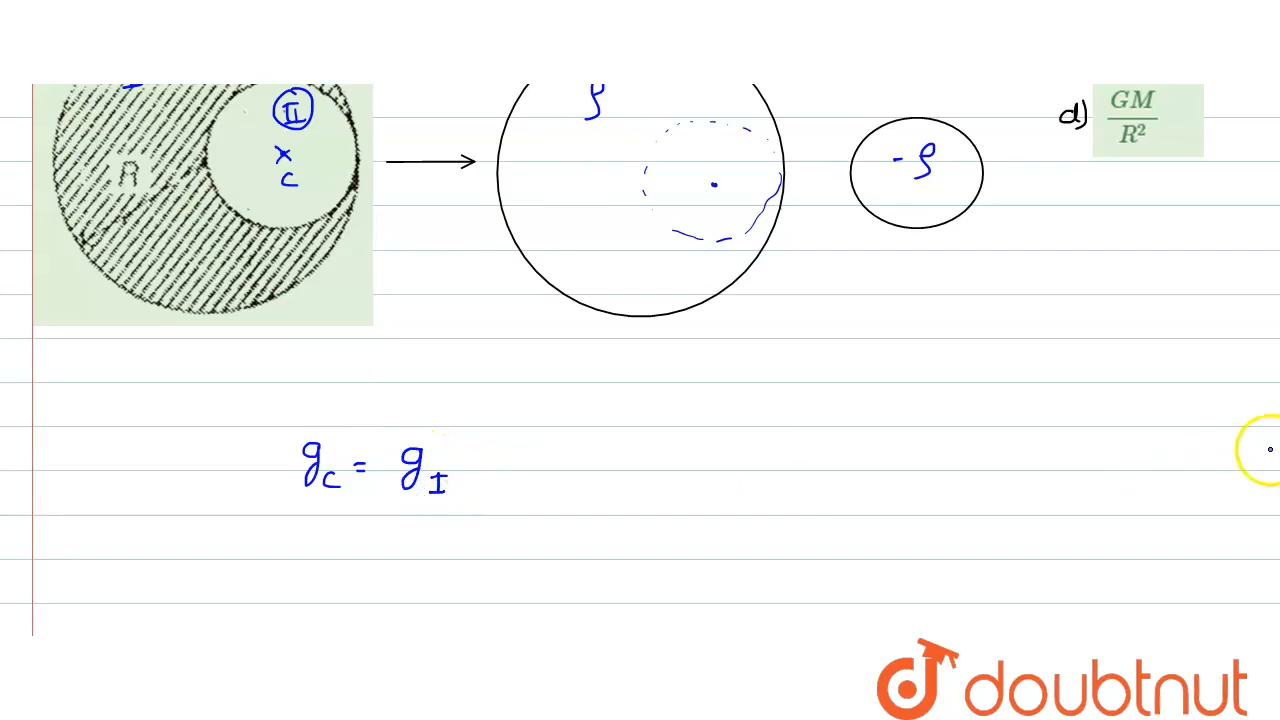 ρ
II
x
C
R
-ρ
d) GM/R²
g_C = g_I
doubtnut